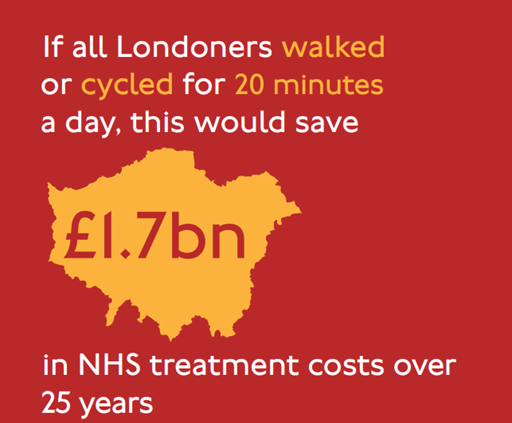 If all Londoners walked
or cycled for 20 minutes
a day, this would save
£1.7bn
in NHS treatment costs over
25 years